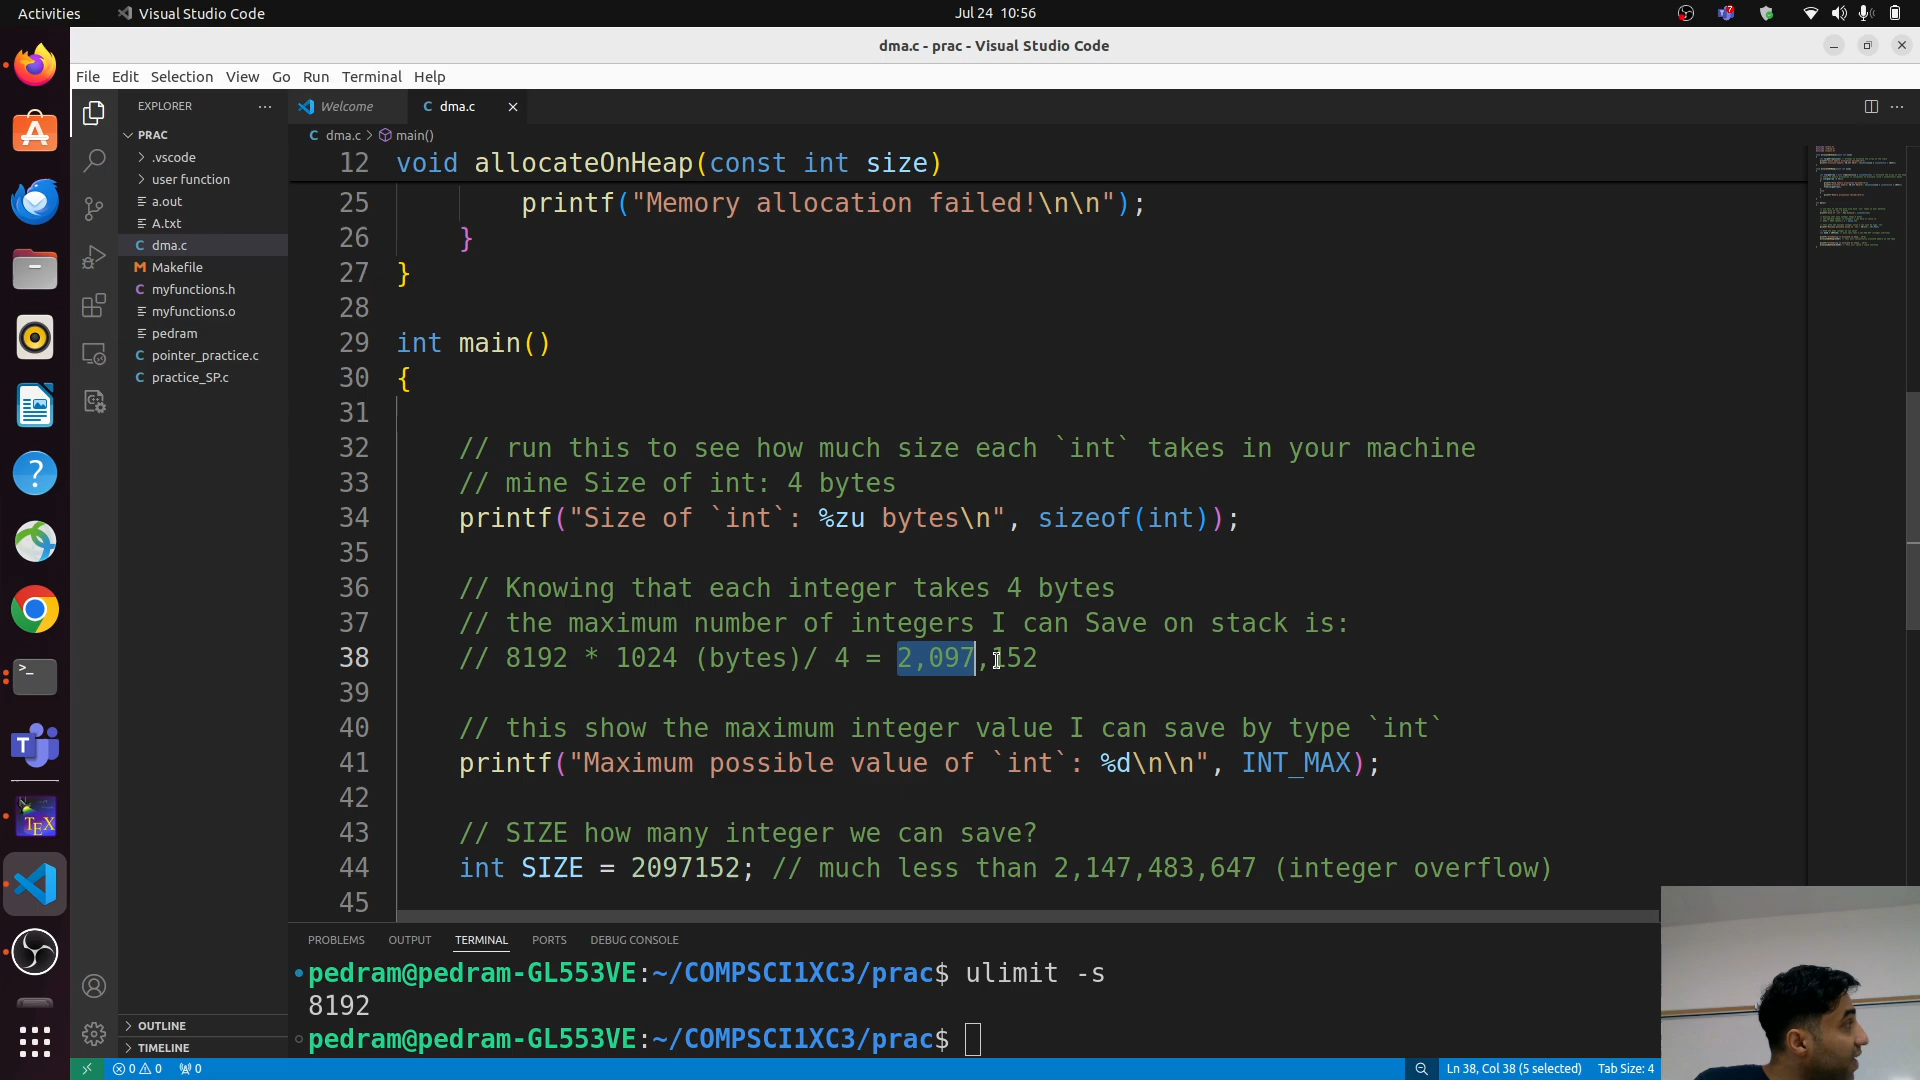 Activities
Visual Studio Code
Jul 24 10:56
dma.c - prac - Visual Studio Code
File Edit Selection View Go Run Terminal Help
EXPLORER
Welcome
C dma.c
PRAC
.vscode
user function
a.out
A.txt
C dma.c
M Makefile
C myfunctions.h
myfunctions.o
pedram
C pointer_practice.c
C practice_SP.c
OUTLINE
TIMELINE
C dma.c > main()
12 void allocateOnHeap(const int size)
25 printf("Memory allocation failed!\n\n");
26 }
27 }
28
29 int main()
30 {
31
32 // run this to see how much size each `int` takes in your machine
33 // mine Size of int: 4 bytes
34 printf("Size of `int`: %zu bytes\n", sizeof(int));
35
36 // Knowing that each integer takes 4 bytes
37 // the maximum number of integers I can Save on stack is:
38 // 8192 * 1024 (bytes)/ 4 = 2,097,152
39
40 // this show the maximum integer value I can save by type `int`
41 printf("Maximum possible value of `int`: %d\n\n", INT_MAX);
42
43 // SIZE how many integer we can save?
44 int SIZE = 2097152; // much less than 2,147,483,647 (integer overflow)
45
PROBLEMS OUTPUT TERMINAL PORTS DEBUG CONSOLE
pedram@pedram-GL553VE:~/COMPSCI1XC3/prac$ ulimit -s
8192
pedram@pedram-GL553VE:~/COMPSCI1XC3/prac$
0 0 0
Ln 38, Col 38 (5 selected) Tab Size: 4